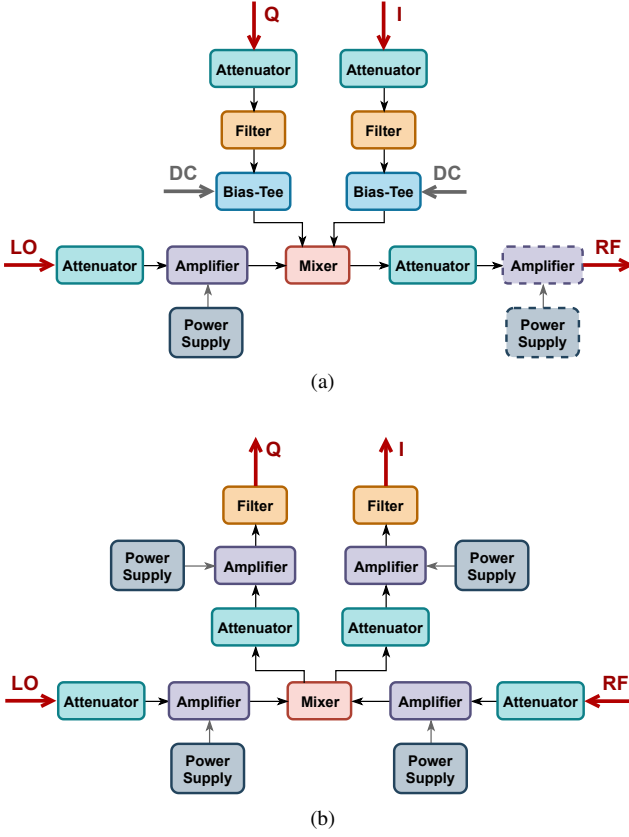 Q
I
Attenuator
Attenuator
Filter
Filter
DC
Bias-Tee
Bias-Tee
DC
LO
Attenuator
Amplifier
Mixer
Attenuator
Amplifier
RF
Power
Supply
Power
Supply
(a)
Q
I
Filter
Filter
Power
Supply
Amplifier
Amplifier
Power
Supply
Attenuator
Attenuator
LO
Attenuator
Amplifier
Mixer
Amplifier
Attenuator
RF
Power
Supply
Power
Supply
(b)